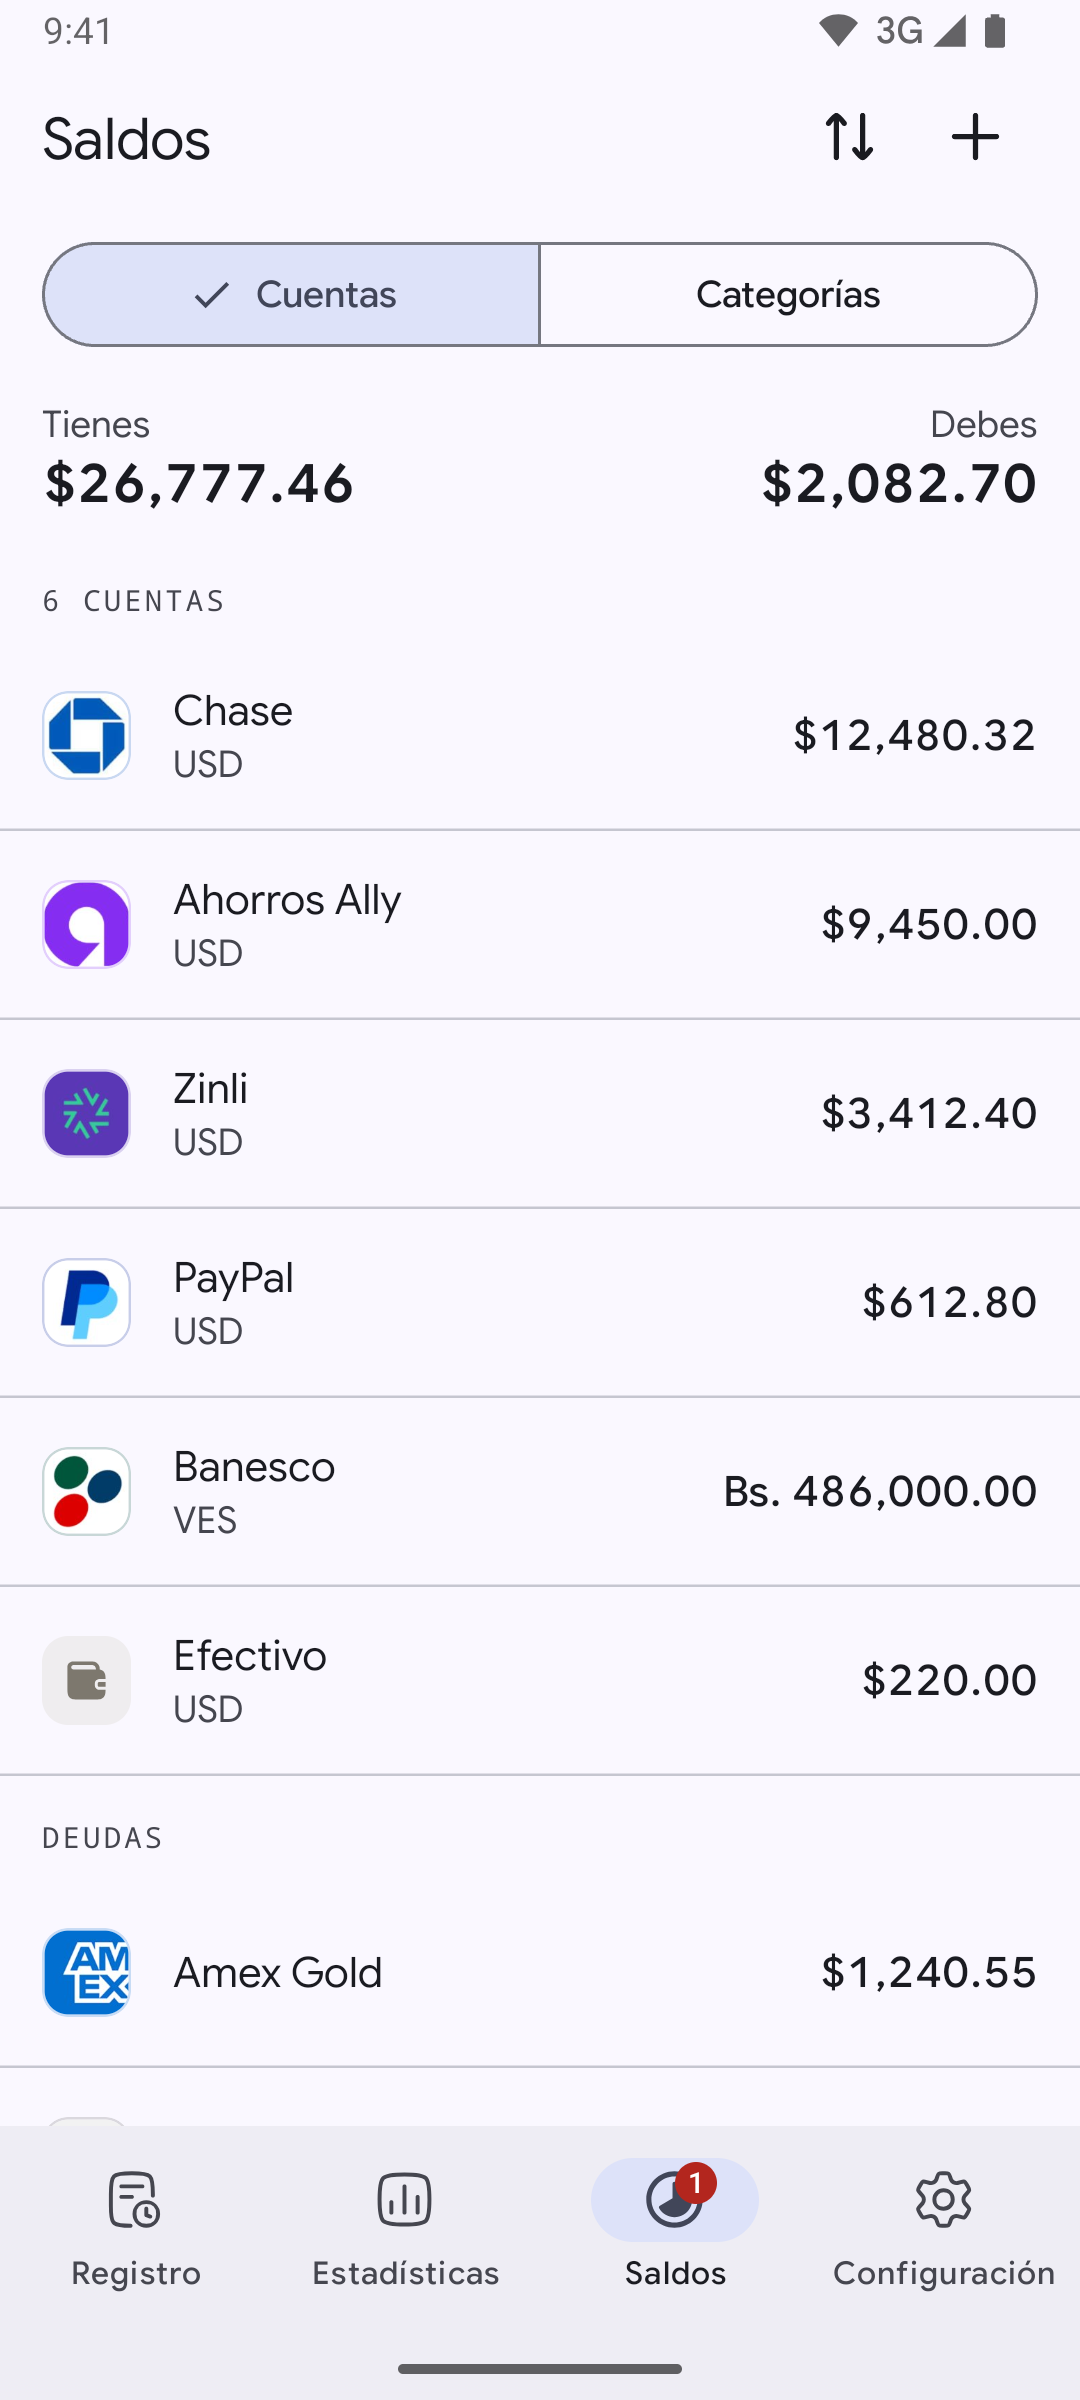 9:41
3G
Saldos
Cuentas
Categorías
Tienes
Debes
$26,777.46
$2,082.70
6 CUENTAS
Chase
USD
$12,480.32
Ahorros Ally
USD
$9,450.00
Zinli
USD
$3,412.40
PayPal
USD
$612.80
Banesco
VES
Bs. 486,000.00
Efectivo
USD
$220.00
DEUDAS
AM
EX
Amex Gold
$1,240.55
1
Registro
Estadísticas
Saldos
Configuración